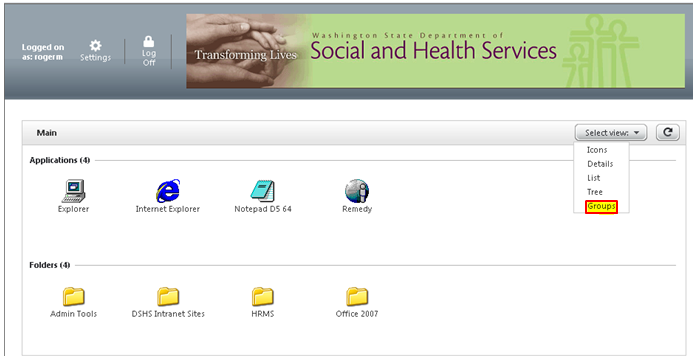 Logged on
as: rogerm
Settings
Log
Off
Transforming Lives
Washington State Department of
Social and Health Services
Main
Select view:
Icons
Details
List
Tree
Groups
Applications (4)
Explorer
Internet Explorer
Notepad D5 64
Remedy
Folders (4)
Admin Tools
DSHS Intranet Sites
HRMS
Office 2007